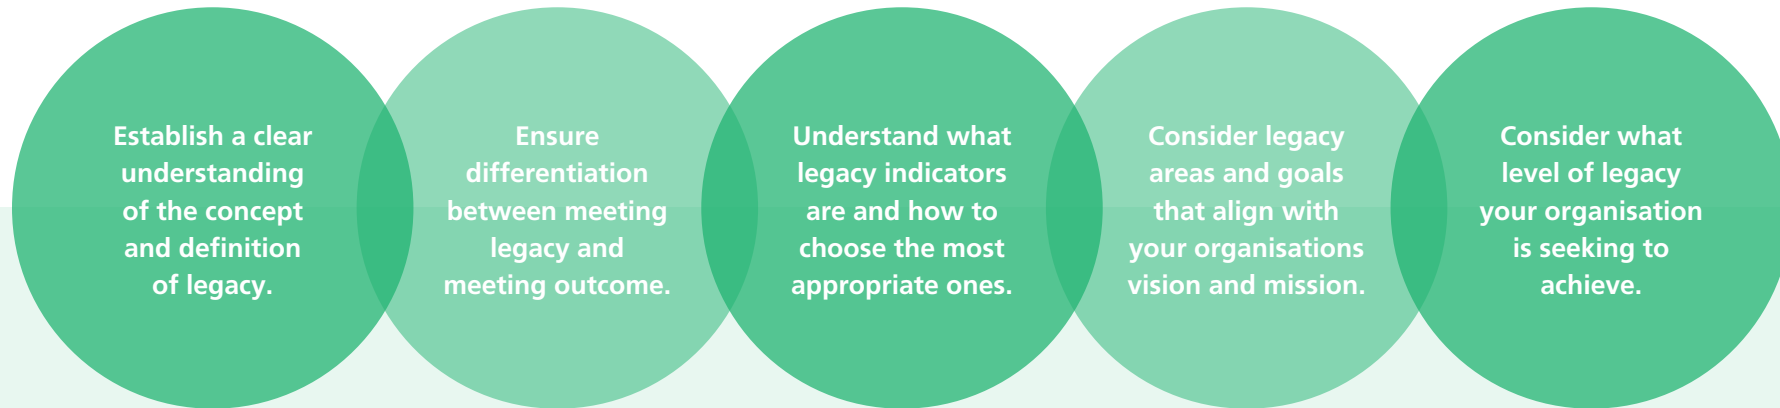 Establish a clear
understanding
of the concept
and definition
of legacy.
Ensure
differentiation
between meeting
legacy and
meeting outcome.
Understand what
legacy indicators
are and how to
choose the most
appropriate ones.
Consider legacy
areas and goals
that align with
your organisations
vision and mission.
Consider what
level of legacy
your organisation
is seeking to
achieve.